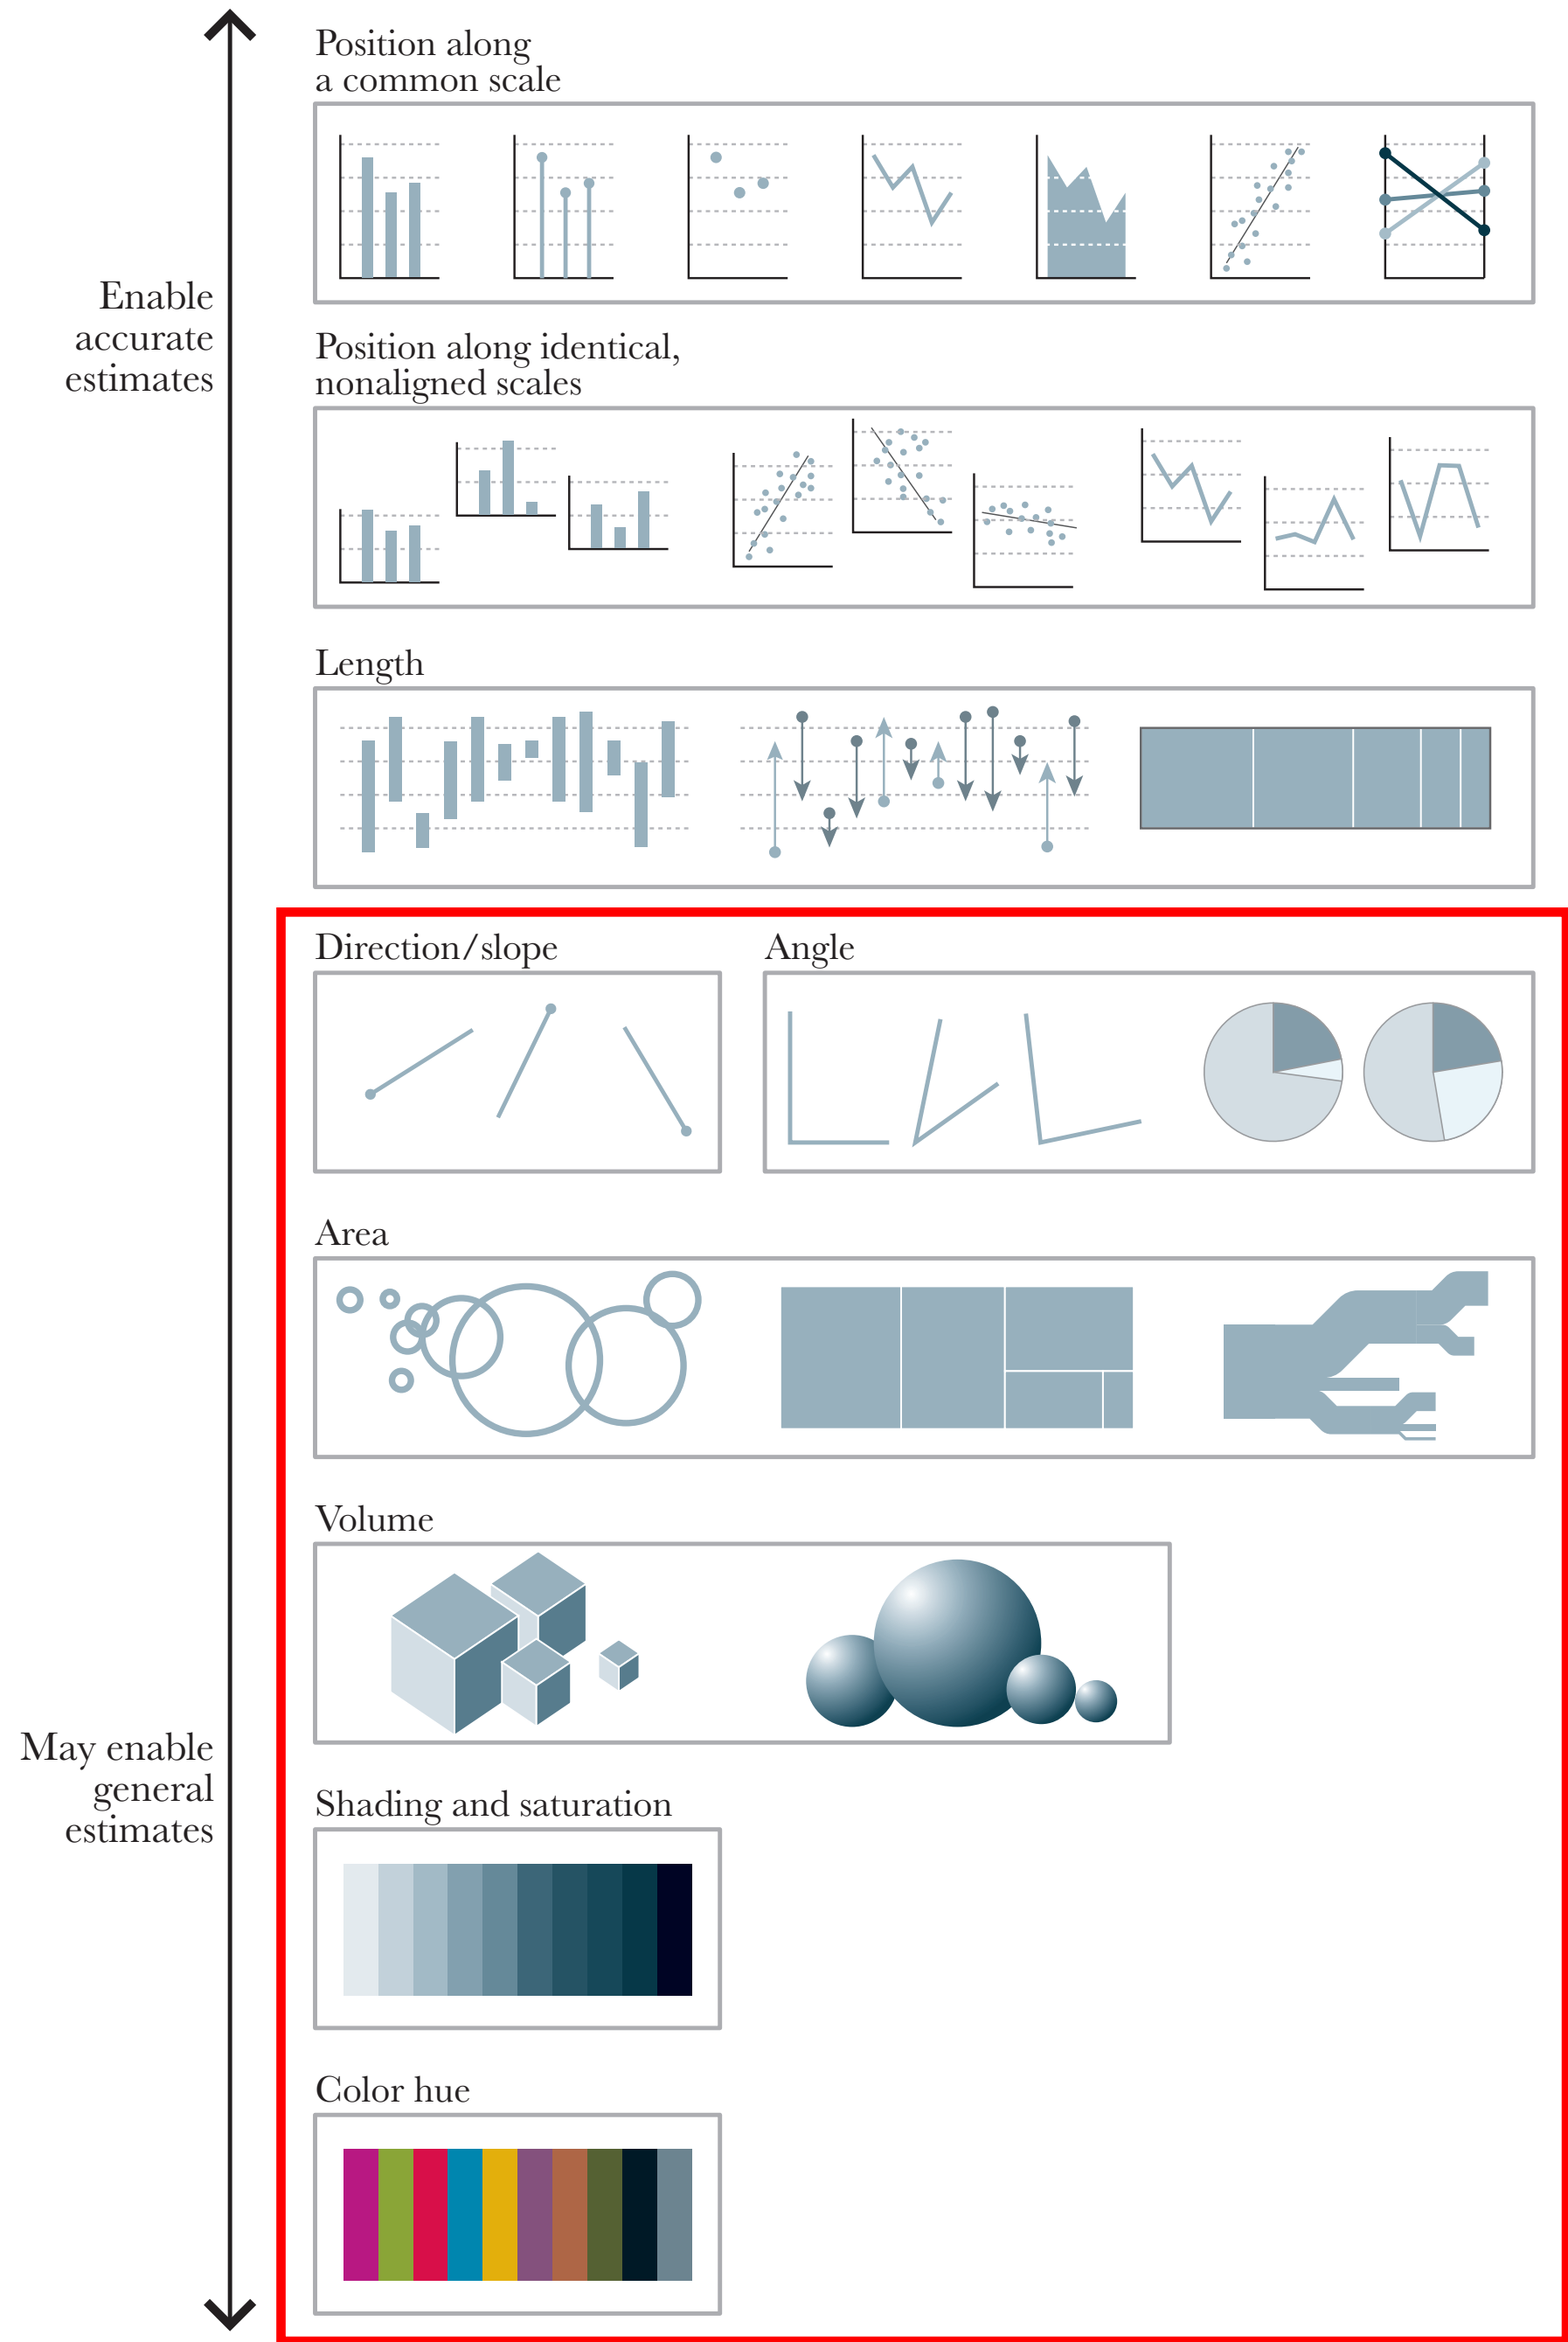 Position along
a common scale
Enable
accurate
estimates
Position along identical,
nonaligned scales
Length
Direction/slope
Angle
Area
Volume
May enable
general
estimates
Shading and saturation
Color hue